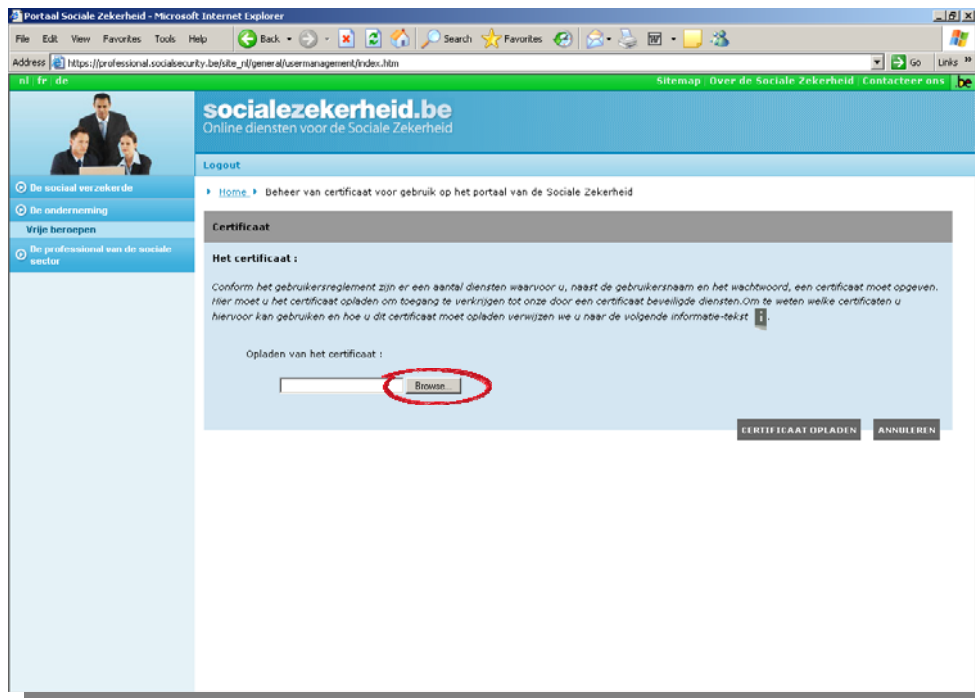 Portaal Sociale Zekerheid - Microsoft Internet Explorer
File Edit View Favorites Tools Help Back Search Favorites
Address https://professional.socialsecurity.be/site_nl/general/usermanagement/index.htm Go Links »
nl | fr | de Sitemap | Over de Sociale Zekerheid | Contacteer ons .be
socialezekerheid.be
Online diensten voor de Sociale Zekerheid
Logout
De sociaal verzekerde
De onderneming
Vrije beroepen
De professional van de sociale
sector
Home Beheer van certificaat voor gebruik op het portaal van de Sociale Zekerheid
Certificaat
Het certificaat :
Conform het gebruikersreglement zijn er een aantal diensten waarvoor u, naast de gebruikersnaam en het wachtwoord, een certificaat moet opgeven.
Hier moet u het certificaat opladen om toegang te verkrijgen tot onze door een certificaat beveiligde diensten.Om te weten welke certificaten u
hiervoor kan gebruiken en hoe u dit certificaat moet opladen verwijzen we u naar de volgende informatie-tekst i.
Opladen van het certificaat :
Browse...
CERTIFICAAT OPLADEN ANNULEREN